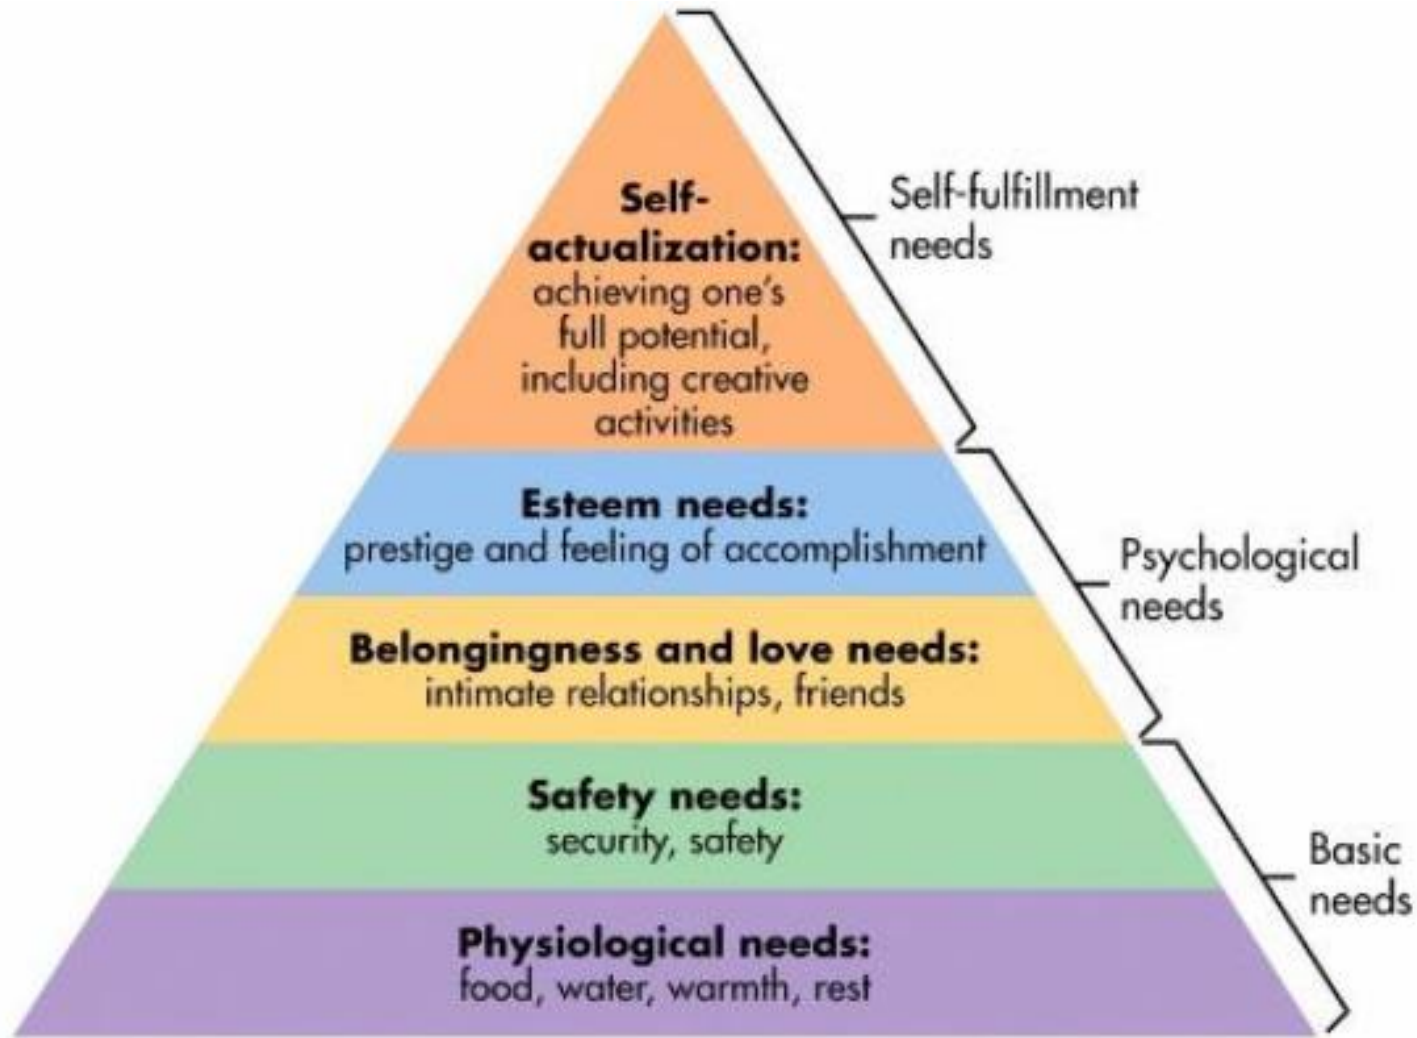 Self-
actualization:
achieving one's
full potential,
including creative
activities
Self-fulfillment
needs
Esteem needs:
prestige and feeling of accomplishment
Psychological
needs
Belongingness and love needs:
intimate relationships, friends
Safety needs:
security, safety
Basic
needs
Physiological needs:
food, water, warmth, rest